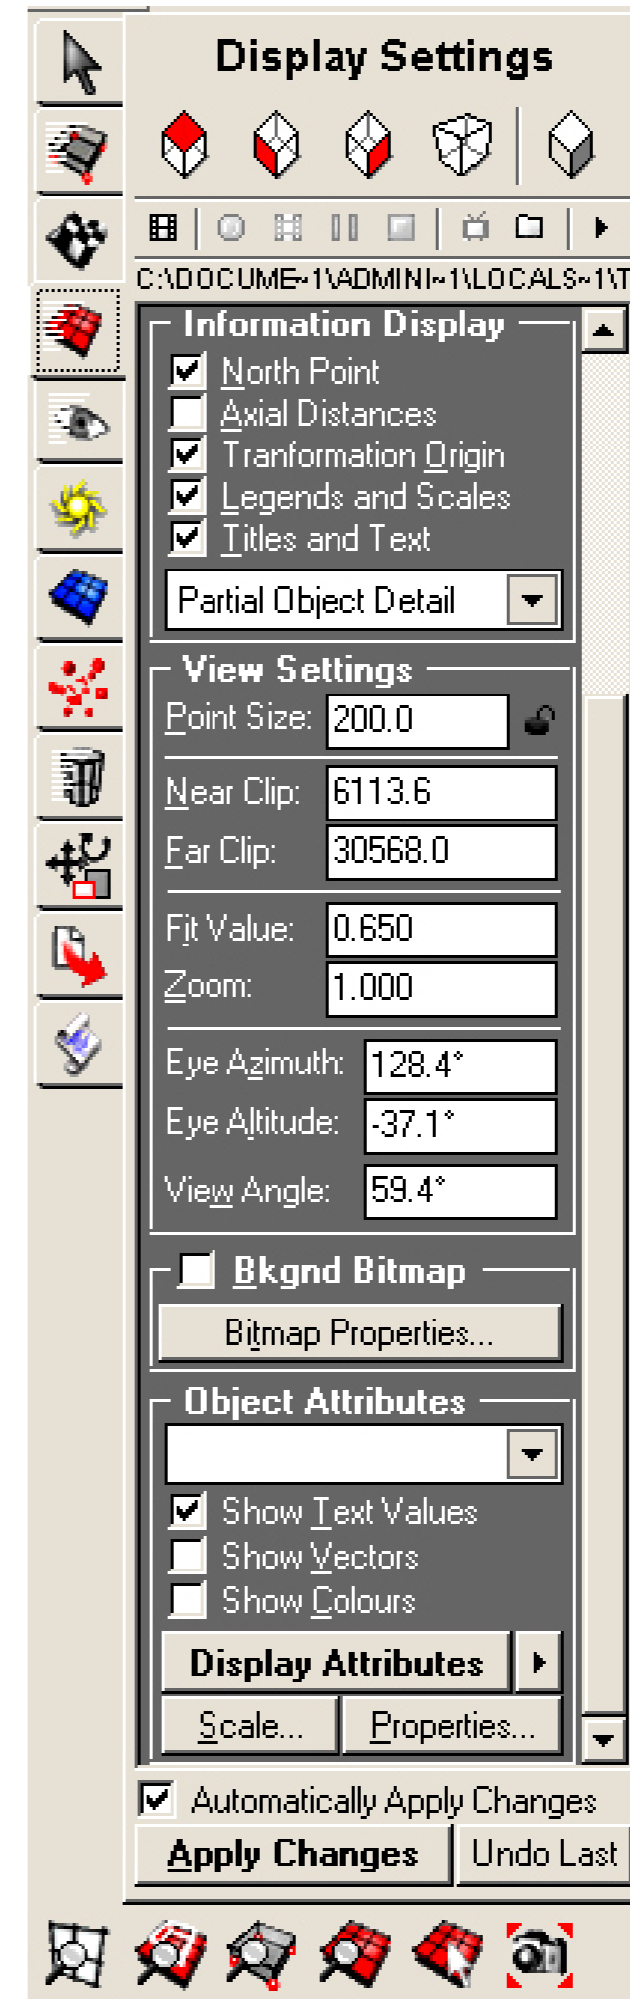 Display Settings
C:\DOCUME~1\ADMINI~1\LOCALS~1\T
Information Display
North Point
Axial Distances
Tranformation Origin
Legends and Scales
Titles and Text
Partial Object Detail
View Settings
Point Size: 200.0
Near Clip: 6113.6
Far Clip: 30568.0
Fit Value: 0.650
Zoom: 1.000
Eye Azimuth: 128.4°
Eye Altitude: -37.1°
View Angle: 59.4°
Bkgnd Bitmap
Bitmap Properties...
Object Attributes
Show Text Values
Show Vectors
Show Colours
Display Attributes
Scale... Properties...
Automatically Apply Changes
Apply Changes Undo Last